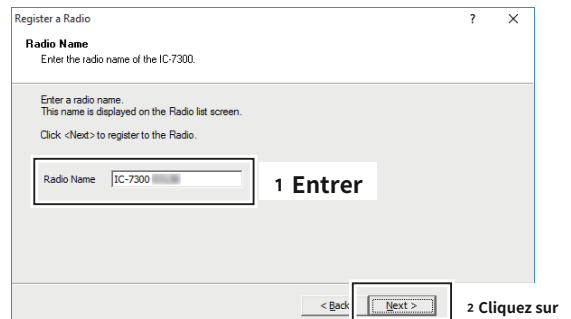 Register a Radio ? X
Radio Name
Enter the radio name of the IC-7300.
Enter a radio name.
This name is displayed on the Radio list screen.
Click <Next> to register to the Radio.
Radio Name IC-7300
1 Entrer
< Back Next >
2 Cliquez sur